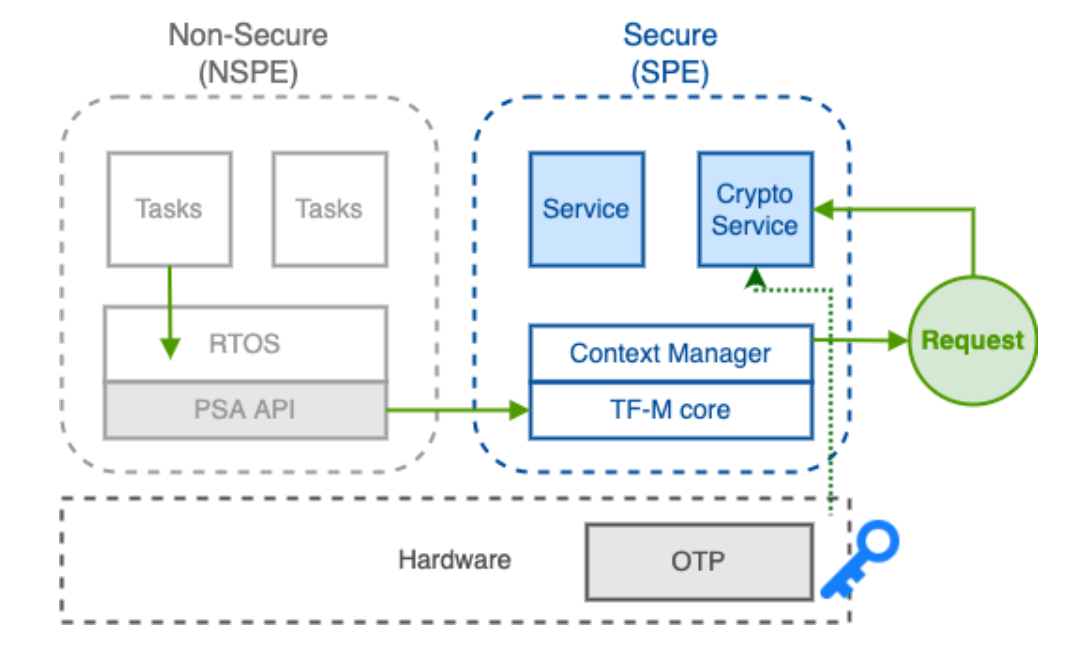 Non-Secure
(NSPE)
Secure
(SPE)
Tasks
Tasks
Service
Crypto
Service
RTOS
PSA API
Context Manager
TF-M core
Request
Hardware
OTP